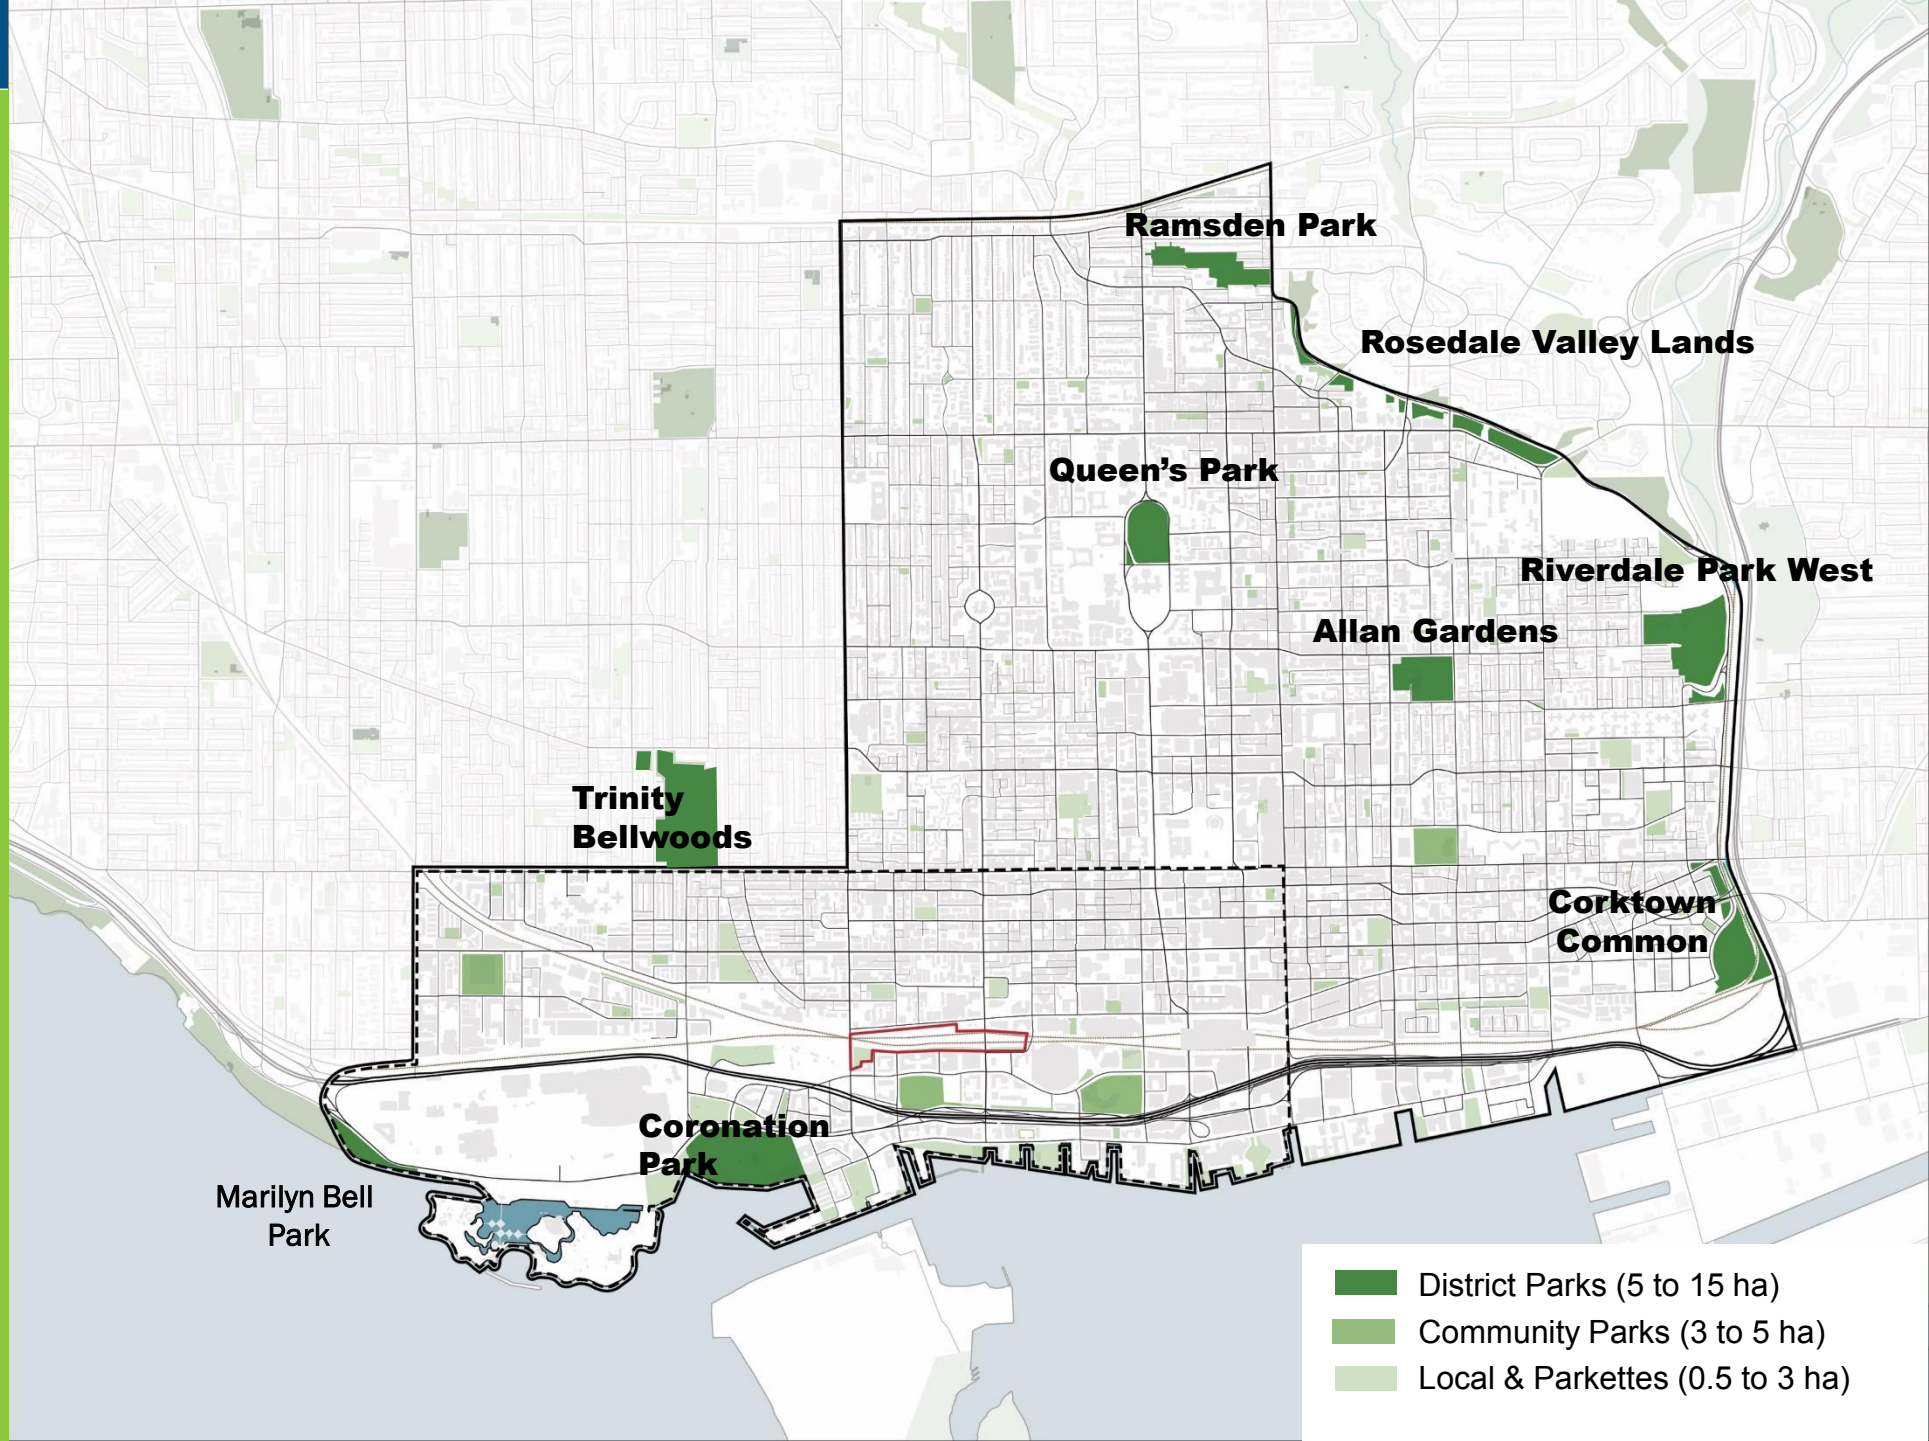 Ramsden Park
Rosedale Valley Lands
Queen’s Park
Riverdale Park West
Allan Gardens
Trinity
Bellwoods
Corktown
Common
Coronation
Park
Marilyn Bell
Park
District Parks (5 to 15 ha)
Community Parks (3 to 5 ha)
Local & Parkettes (0.5 to 3 ha)